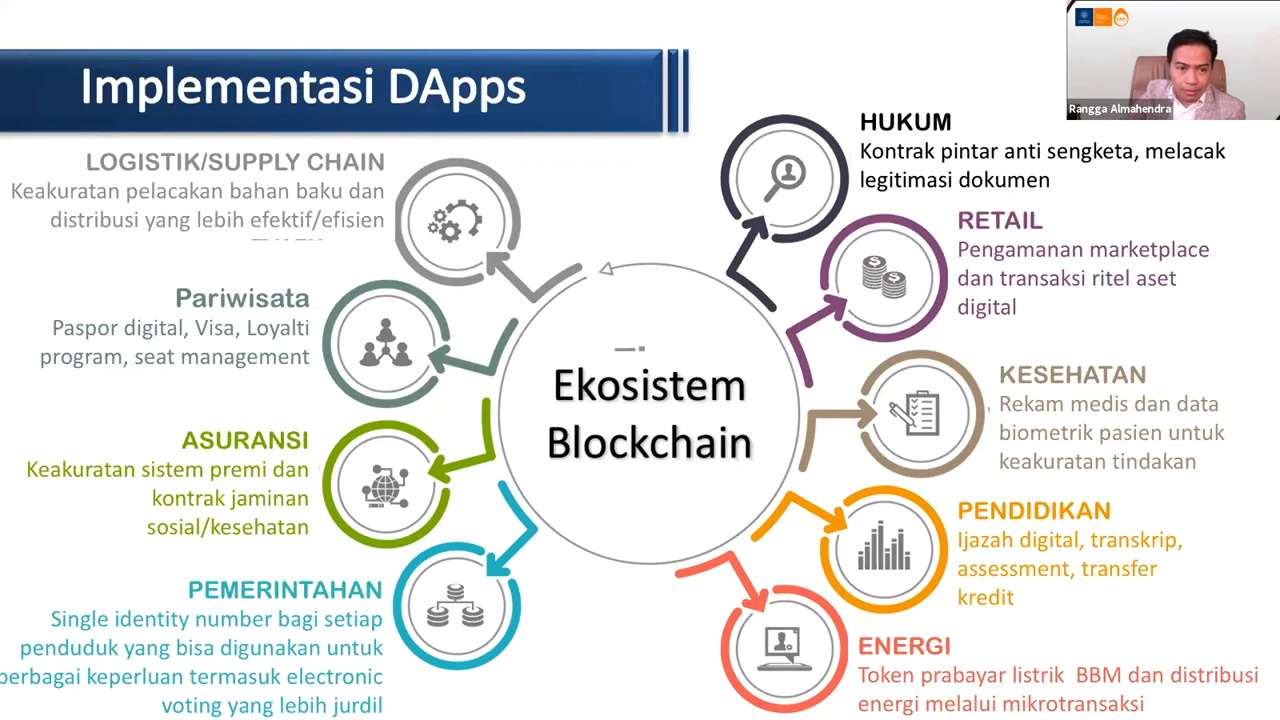 Implementasi DApps
Rangga Almahendra
LOGISTIK/SUPPLY CHAIN
Keakuratan pelacakan bahan baku dan
distribusi yang lebih efektif/efisien
Pariwisata
Paspor digital, Visa, Loyalti
program, seat management
ASURANSI
Keakuratan sistem premi dan
kontrak jaminan
sosial/kesehatan
PEMERINTAHAN
Single identity number bagi setiap
penduduk yang bisa digunakan untuk
berbagai keperluan termasuk electronic
voting yang lebih jurdil
Ekosistem
Blockchain
HUKUM
Kontrak pintar anti sengketa, melacak
legitimasi dokumen
RETAIL
Pengamanan marketplace
dan transaksi ritel aset
digital
KESEHATAN
Rekam medis dan data
biometrik pasien untuk
keakuratan tindakan
PENDIDIKAN
Ijazah digital, transkrip,
assessment, transfer
kredit
ENERGI
Token prabayar listrik BBM dan distribusi
energi melalui mikrotransaksi